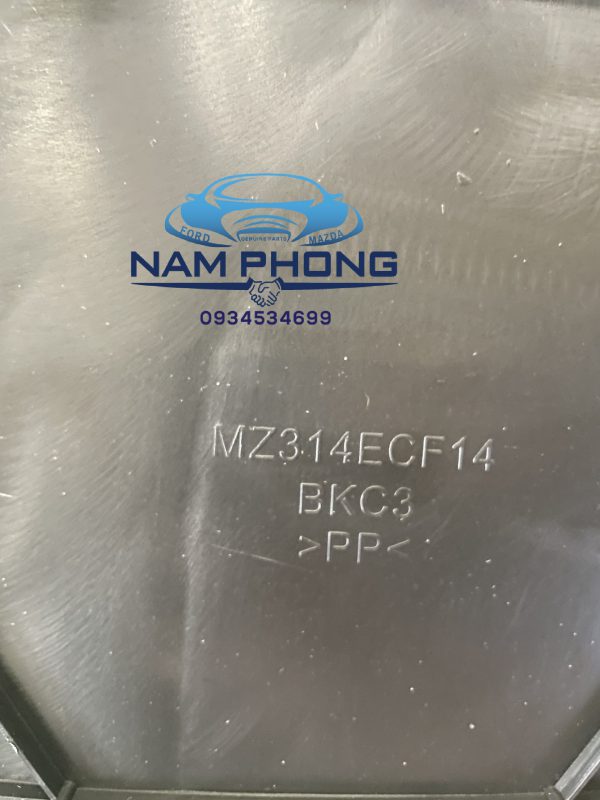 FORD
GENUINE PARTS
MAZDA
NAM PHONG
0934534699
MZ314ECF14
BKC3
>PP<